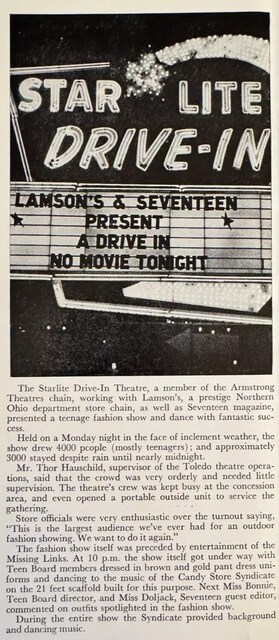 STAR LITE
DRIVE-IN
LAMSON'S & SEVENTEEN
PRESENT
A DRIVE IN
NO MOVIE TONIGHT
The Starlite Drive-In Theatre, a member of the Armstrong
Theatres chain, working with Lamson's, a prestige Northern
Ohio department store chain, as well as Seventeen magazine,
presented a teenage fashion show and dance with fantastic suc-
cess.
Held on a Monday night in the face of inclement weather, the
show drew 4000 people (mostly teenagers); and approximately
3000 stayed despite rain until nearly midnight.
Mr. Thor Hauschild, supervisor of the Toledo theatre opera-
tions, said that the crowd was very orderly and needed little
supervision. The theatre's crew was kept busy at the concession
area, and even opened a portable outside unit to service the
gathering.
Store officials were very enthusiastic over the turnout saying,
"This is the largest audience we've ever had for an outdoor
fashion showing. We want to do it again."
The fashion show itself was preceded by entertainment of the
Missing Links. At 10 p.m. the show itself got under way with
Teen Board members dressed in brown and gold pant dress uni-
forms and dancing to the music of the Candy Store Syndicate
on the 21 feet scaffold built for this purpose. Next Miss Bonnie,
Teen Board director, and Miss Doljack, Seventeen guest editor,
commented on outfits spotlighted in the fashion show.
During the entire show the Syndicate provided background
and dancing music.